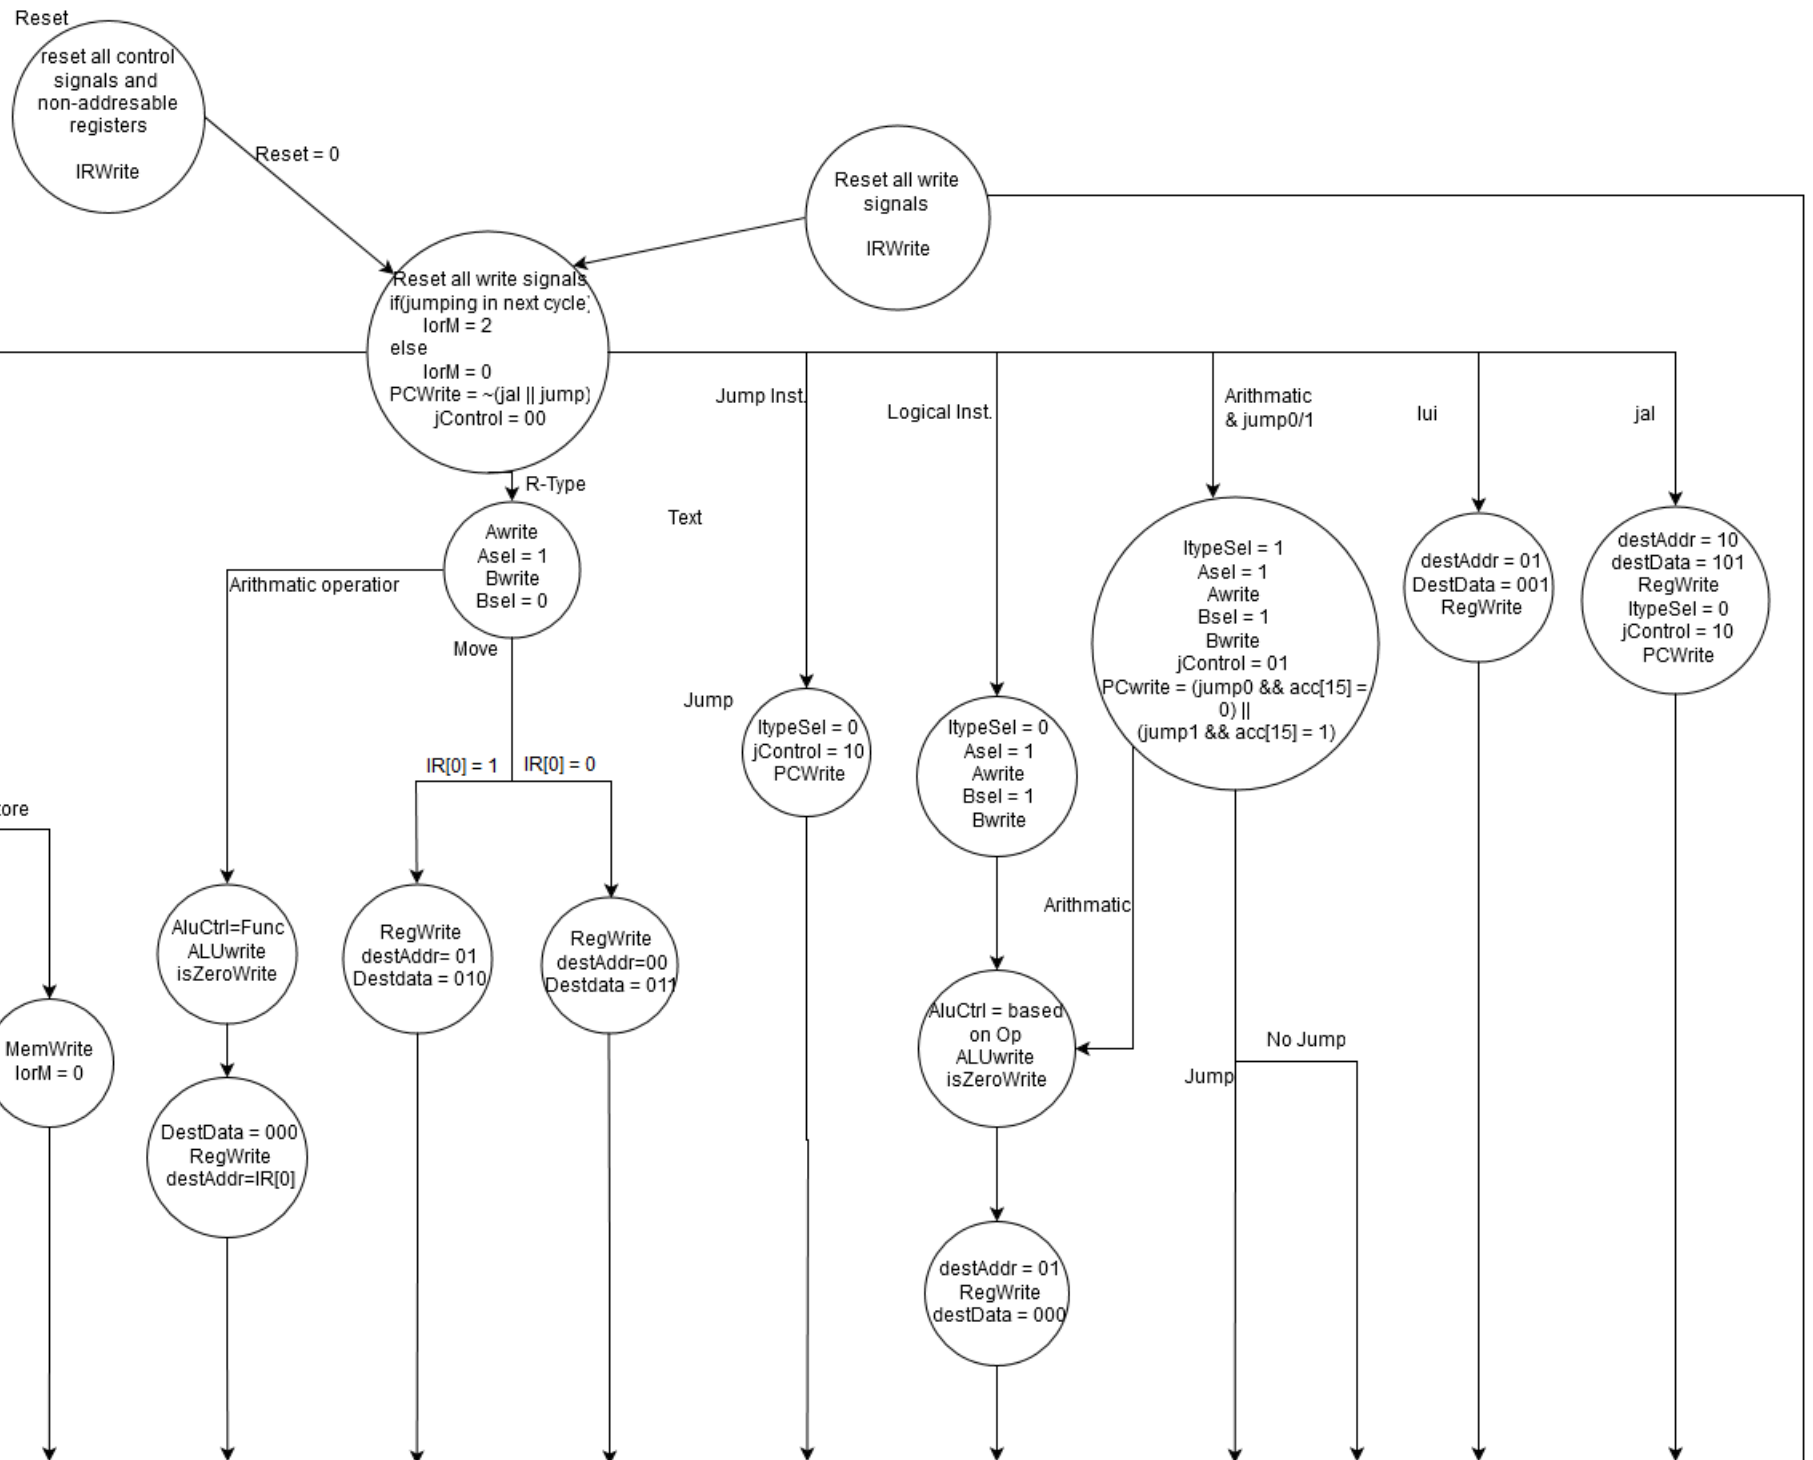 Reset
reset all control
signals and
non-addresable
registers
IRWrite
Reset = 0
Reset all write
signals
IRWrite
Reset all write signals
if(jumping in next cycle)
IorM = 2
else
IorM = 0
PCWrite = ~(jal || jump)
jControl = 00
R-Type
Text
Jump Inst.
Logical Inst.
Arithmatic
& jump0/1
lui
jal
Awrite
Asel = 1
Bwrite
Bsel = 0
Arithmatic operatior
Move
IR[0] = 1
IR[0] = 0
Jump
ItypeSel = 0
jControl = 10
PCWrite
ItypeSel = 0
Asel = 1
Awrite
Bsel = 1
Bwrite
ItypeSel = 1
Asel = 1
Awrite
Bsel = 1
Bwrite
jControl = 01
PCwrite = (jump0 && acc[15] =
0) ||
(jump1 && acc[15] = 1)
destAddr = 01
DestData = 001
RegWrite
destAddr = 10
destData = 101
RegWrite
ItypeSel = 0
jControl = 10
PCWrite
tore
MemWrite
IorM = 0
AluCtrl=Func
ALUwrite
isZeroWrite
DestData = 000
RegWrite
destAddr=IR[0]
RegWrite
destAddr= 01
Destdata = 010
RegWrite
destAddr=00
Destdata = 011
Arithmatic
AluCtrl = based
on Op
ALUwrite
isZeroWrite
No Jump
Jump
destAddr = 01
RegWrite
destData = 000